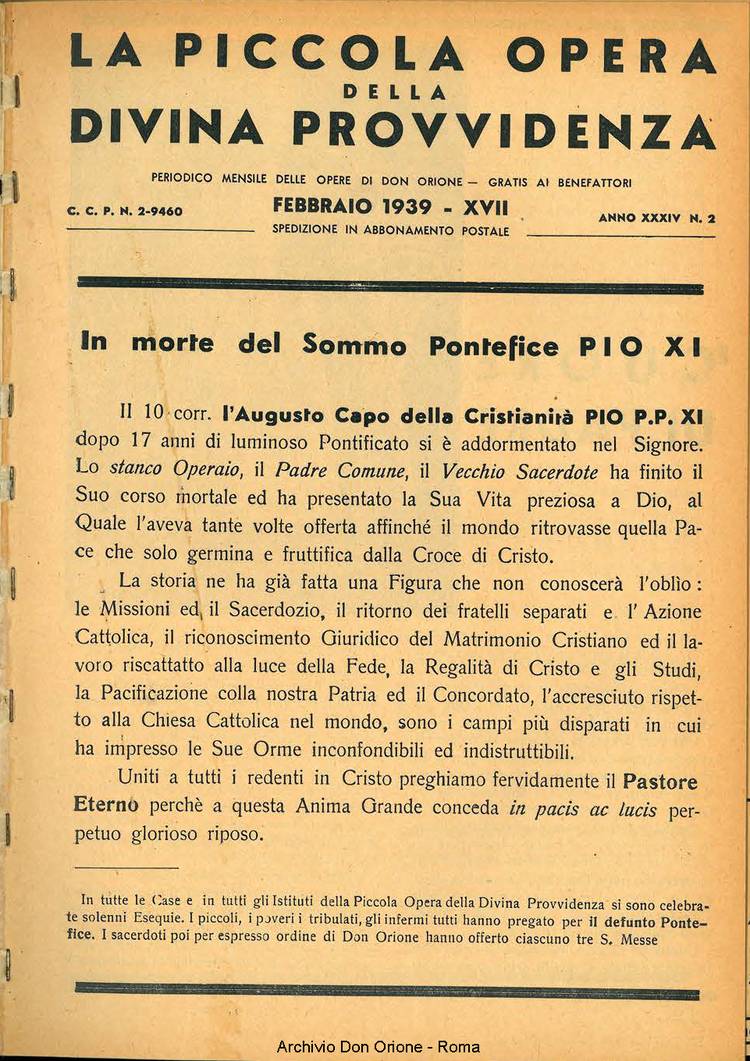 LA PICCOLA OPERA
DELLA
DIVINA PROVVIDENZA
PERIODICO MENSILE DELLE OPERE DI DON ORIONE — GRATIS AI BENEFATTORI
C. C. P. N. 2-9460 FEBBRAIO 1939 - XVII ANNO XXXIV N. 2
SPEDIZIONE IN ABBONAMENTO POSTALE
In morte del Sommo Pontefice PIO XI
Il 10 corr. l'Augusto Capo della Cristianità PIO P.P. XI
dopo 17 anni di luminoso Pontificato si è addormentato nel Signore.
Lo stanco Operaio, il Padre Comune, il Vecchio Sacerdote ha finito il
Suo corso mortale ed ha presentato la Sua Vita preziosa a Dio, al
Quale l'aveva tante volte offerta affinché il mondo ritrovasse quella Pa-
ce che solo germina e fruttifica dalla Croce di Cristo.
La storia ne ha già fatta una Figura che non conoscerà l'oblìo :
le Missioni ed il Sacerdozio, il ritorno dei fratelli separati e l' Azione
Cattolica, il riconoscimento Giuridico del Matrimonio Cristiano ed il la-
voro riscattatto alla luce della Fede, la Regalità di Cristo e gli Studi,
la Pacificazione colla nostra Patria ed il Concordato, l'accresciuto rispet-
to alla Chiesa Cattolica nel mondo, sono i campi più disparati in cui
ha impresso le Sue Orme inconfondibili ed indistruttibili.
Uniti a tutti i redenti in Cristo preghiamo fervidamente il Pastore
Eterno perchè a questa Anima Grande conceda in pacis ac lucis per-
petuo glorioso riposo.
In tutte le Case e in tutti gli Istituti della Piccola Opera della Divina Provvidenza si sono celebra-
te solenni Esequie. I piccoli, i poveri i tribulati, gli infermi tutti hanno pregato per il defunto Ponte-
fice. I sacerdoti poi per espresso ordine di Don Orione hanno offerto ciascuno tre S. Messe
Archivio Don Orione - Roma